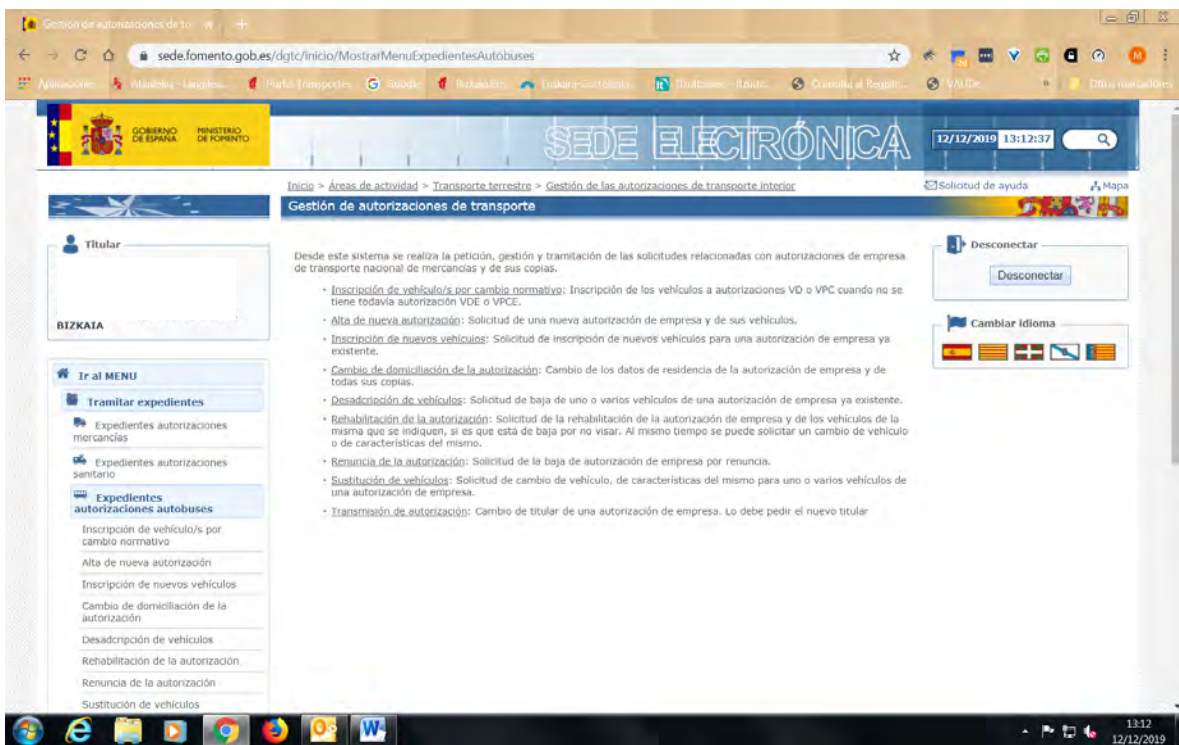 Gestión de autorizaciones de tra
sede.fomento.gob.es/dgtc/inicio/MostrarMenuExpedientesAutobuses
Aplicaciones
Portal Transportes
Google
VALIDe
Otros marcadores
GOBIERNO DE ESPAÑA
MINISTERIO DE FOMENTO
SEDE ELECTRÓNICA
12/12/2019 13:12:37
Inicio > Áreas de actividad > Transporte terrestre > Gestión de las autorizaciones de transporte interior
Solicitud de ayuda
Mapa
Gestión de autorizaciones de transporte
Titular
BIZKAIA
Ir al MENU
Tramitar expedientes
Expedientes autorizaciones
mercancías
Expedientes autorizaciones
sanitario
Expedientes
autorizaciones autobuses
Inscripción de vehículo/s por
cambio normativo
Alta de nueva autorización
Inscripción de nuevos vehículos
Cambio de domiciliación de la
autorización
Desadcripción de vehículos
Rehabilitación de la autorización
Renuncia de la autorización
Sustitución de vehículos
Desde este sistema se realiza la petición, gestión y tramitación de las solicitudes relacionadas con autorizaciones de empresa
de transporte nacional de mercancías y de sus copias.
· Inscripción de vehículo/s por cambio normativo: Inscripción de los vehículos a autorizaciones VD o VPC cuando no se
tiene todavía autorización VDE o VPCE.
· Alta de nueva autorización: Solicitud de una nueva autorización de empresa y de sus vehículos.
· Inscripción de nuevos vehículos: Solicitud de inscripción de nuevos vehículos para una autorización de empresa ya
existente.
· Cambio de domiciliación de la autorización: Cambio de los datos de residencia de la autorización de empresa y de
todas sus copias.
· Desadcripción de vehículos: Solicitud de baja de uno o varios vehículos de una autorización de empresa ya existente.
· Rehabilitación de la autorización: Solicitud de la rehabilitación de la autorización de empresa y de los vehículos de la
misma que se indiquen, si es que está de baja por no visar. Al mismo tiempo se puede solicitar un cambio de vehículo
o de características del mismo.
· Renuncia de la autorización: Solicitud de la baja de autorización de empresa por renuncia.
· Sustitución de vehículos: Solicitud de cambio de vehículo, de características del mismo para uno o varios vehículos de
una autorización de empresa.
· Transmisión de autorización: Cambio de titular de una autorización de empresa. Lo debe pedir el nuevo titular
Desconectar
Desconectar
Cambiar idioma
13:12
12/12/2019